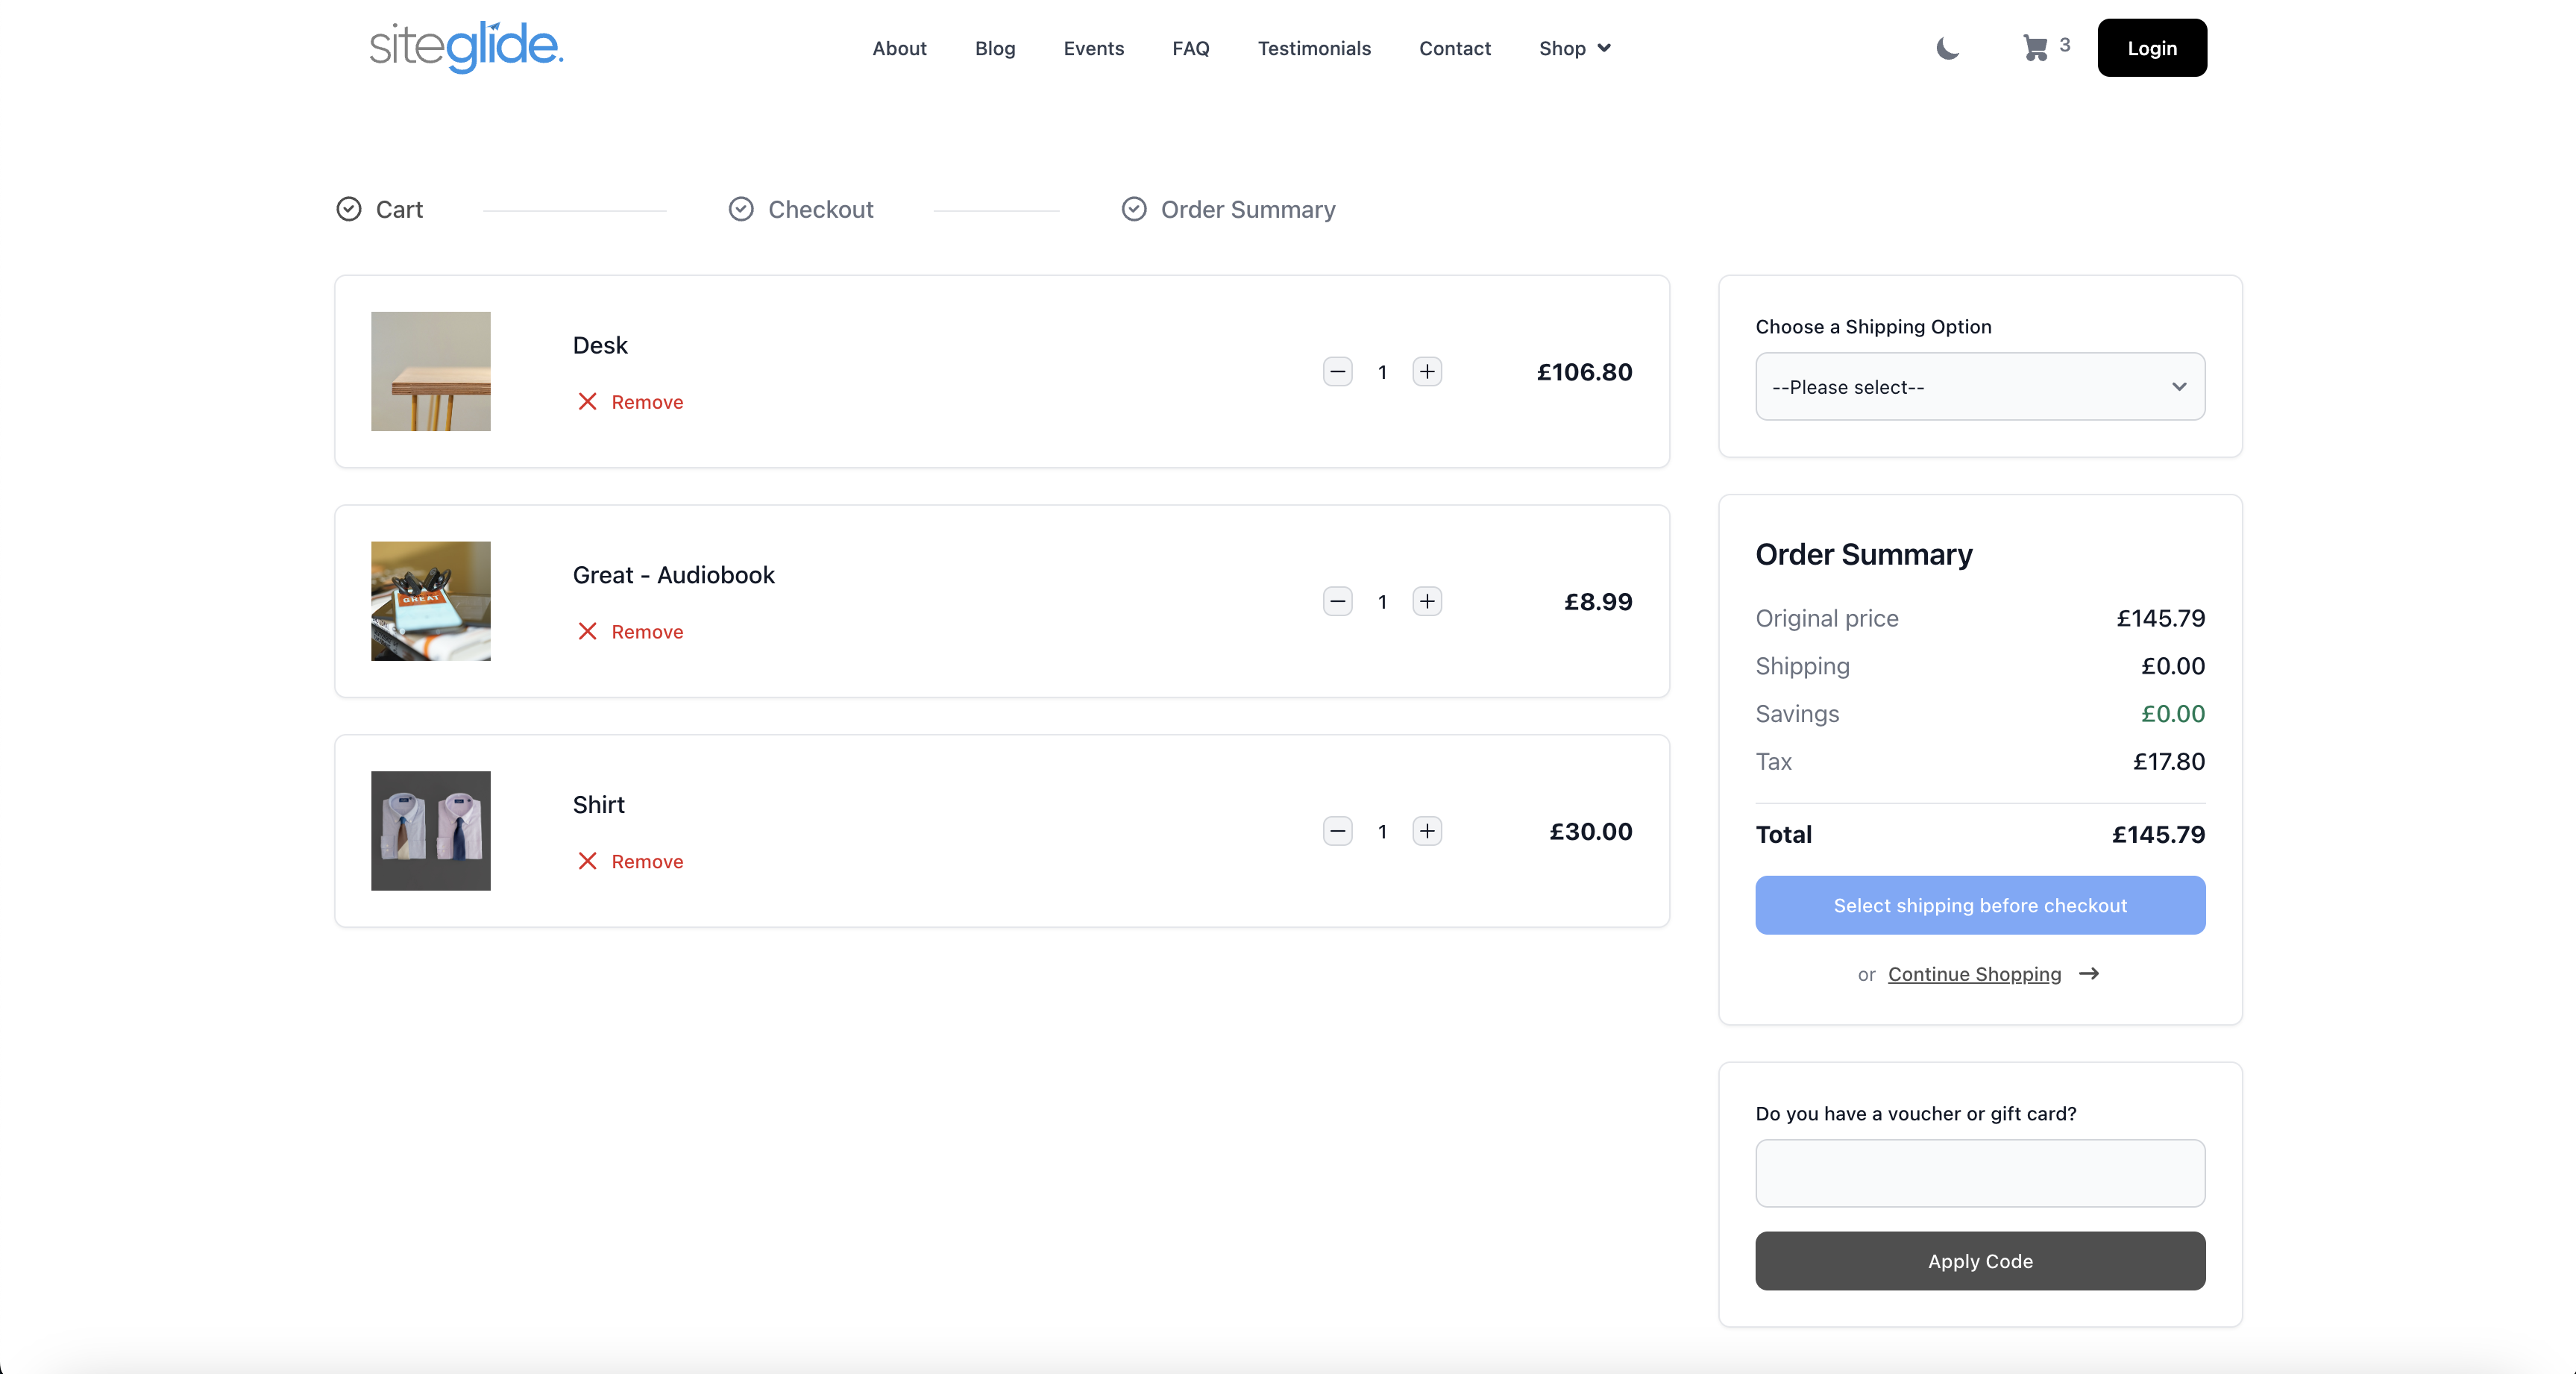 siteglide.
About Blog Events FAQ Testimonials Contact Shop 3 Login
Cart Checkout Order Summary
Desk
Remove
1
£106.80
Great - Audiobook
Remove
1
£8.99
GREAT
Shirt
Remove
1
£30.00
Choose a Shipping Option
--Please select--
Order Summary
Original price £145.79
Shipping £0.00
Savings £0.00
Tax £17.80
Total £145.79
Select shipping before checkout
or Continue Shopping
Do you have a voucher or gift card?
Apply Code